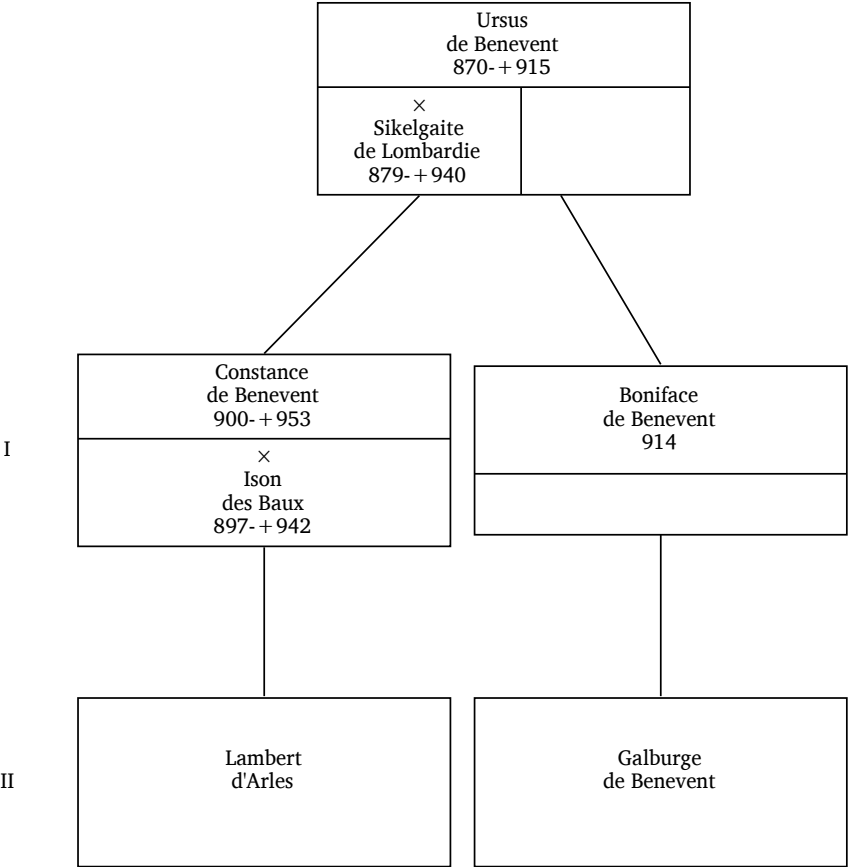 Ursus
de Benevent
870-+915
×
Sikelgaite
de Lombardie
879-+940
I
Constance
de Benevent
900-+953
×
Ison
des Baux
897-+942
Boniface
de Benevent
914
II
Lambert
d'Arles
Galburge
de Benevent